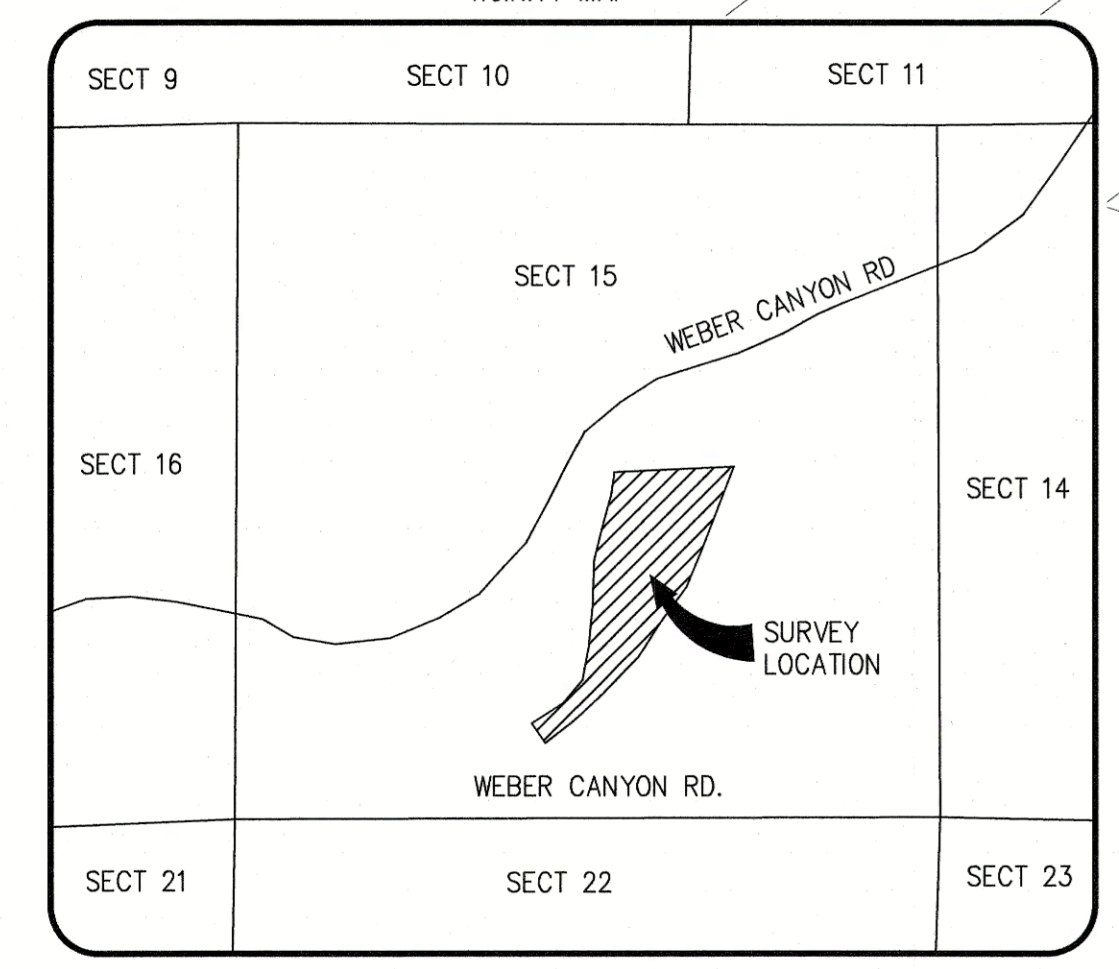 SECT 9
SECT 10
SECT 11
SECT 15
WEBER CANYON RD
SECT 16
SECT 14
SURVEY
LOCATION
WEBER CANYON RD.
SECT 21
SECT 22
SECT 23